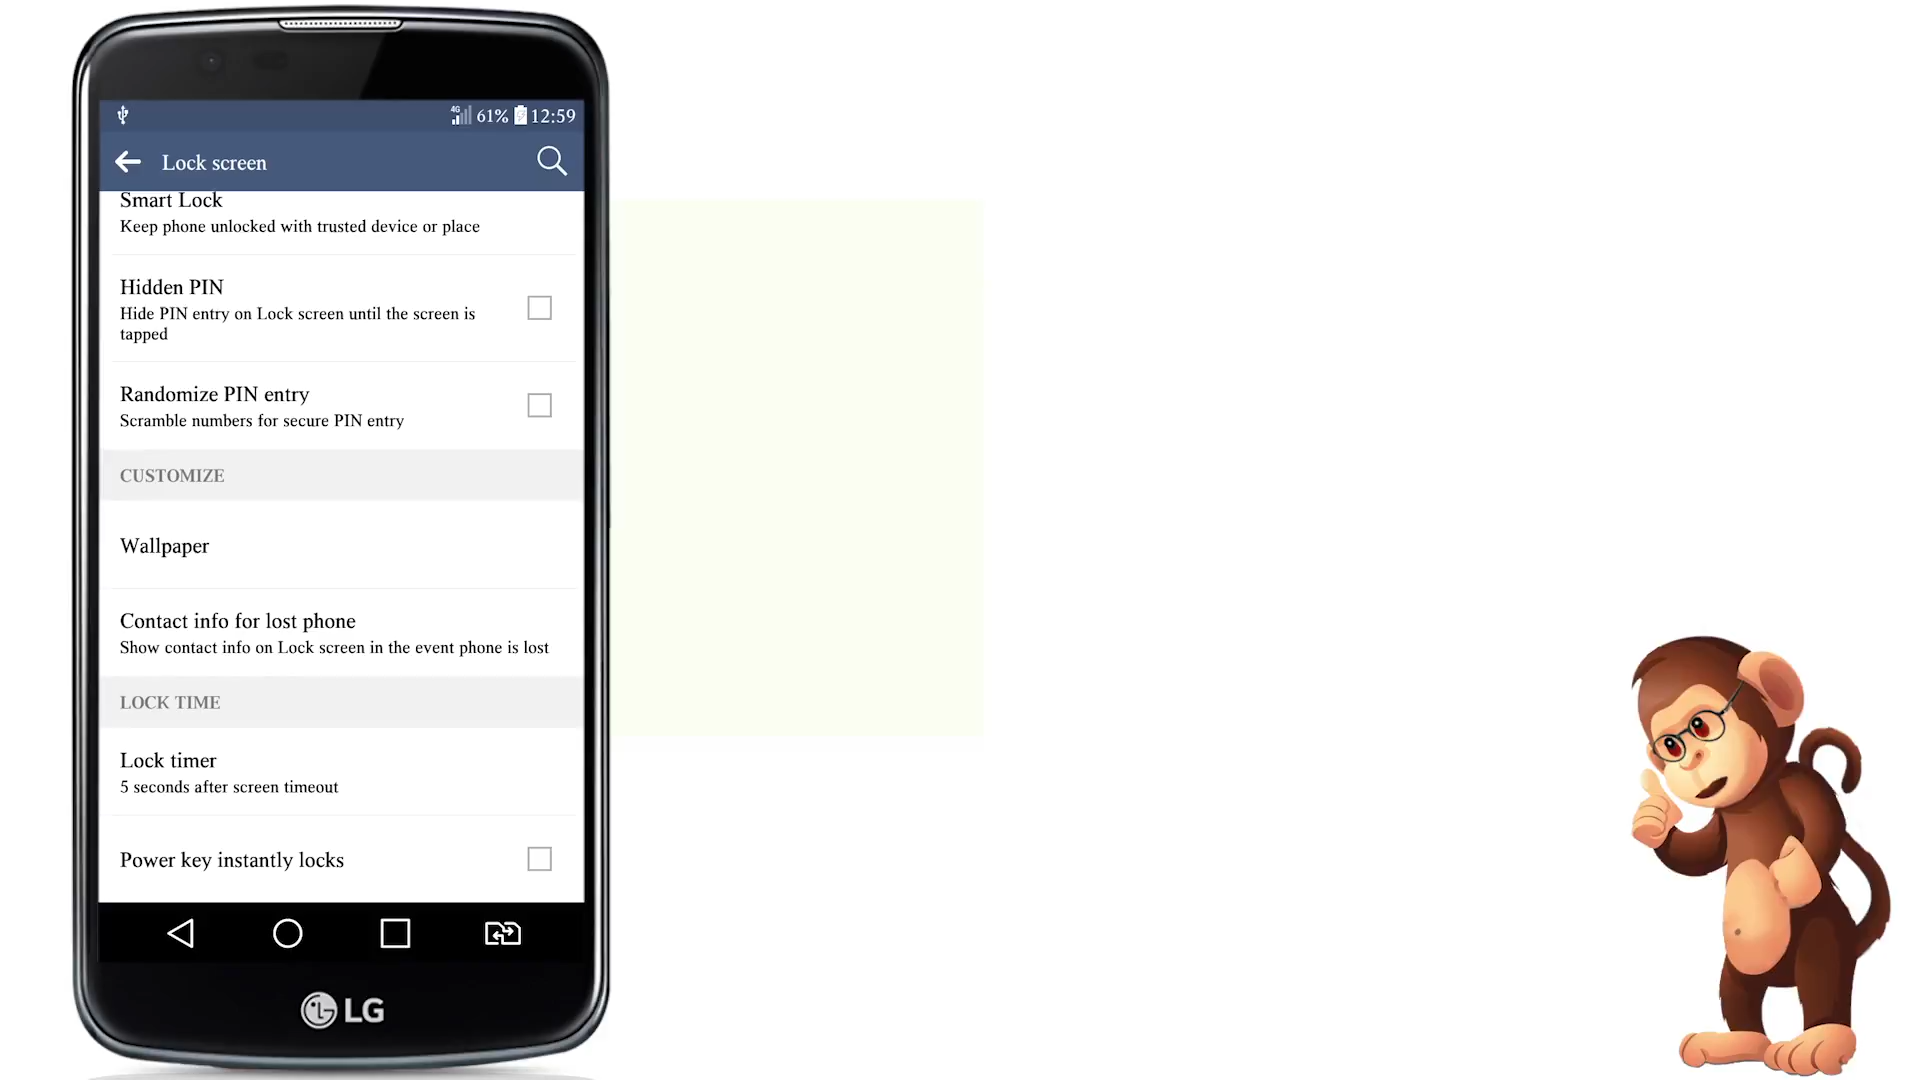 4G 61% 12:59
Lock screen
Smart Lock
Keep phone unlocked with trusted device or place
Hidden PIN
Hide PIN entry on Lock screen until the screen is
tapped
Randomize PIN entry
Scramble numbers for secure PIN entry
CUSTOMIZE
Wallpaper
Contact info for lost phone
Show contact info on Lock screen in the event phone is lost
LOCK TIME
Lock timer
5 seconds after screen timeout
Power key instantly locks
LG